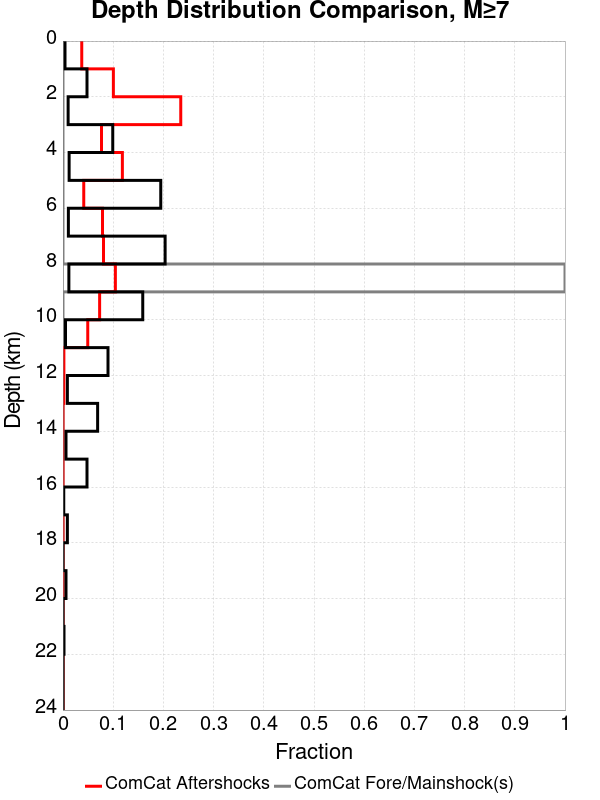 Depth Distribution Comparison, M≥7
0
2
4
6
8
10
12
14
16
18
20
22
24
Depth (km)
0 0.1 0.2 0.3 0.4 0.5 0.6 0.7 0.8 0.9 1
Fraction
ComCat Aftershocks ComCat Fore/Mainshock(s)